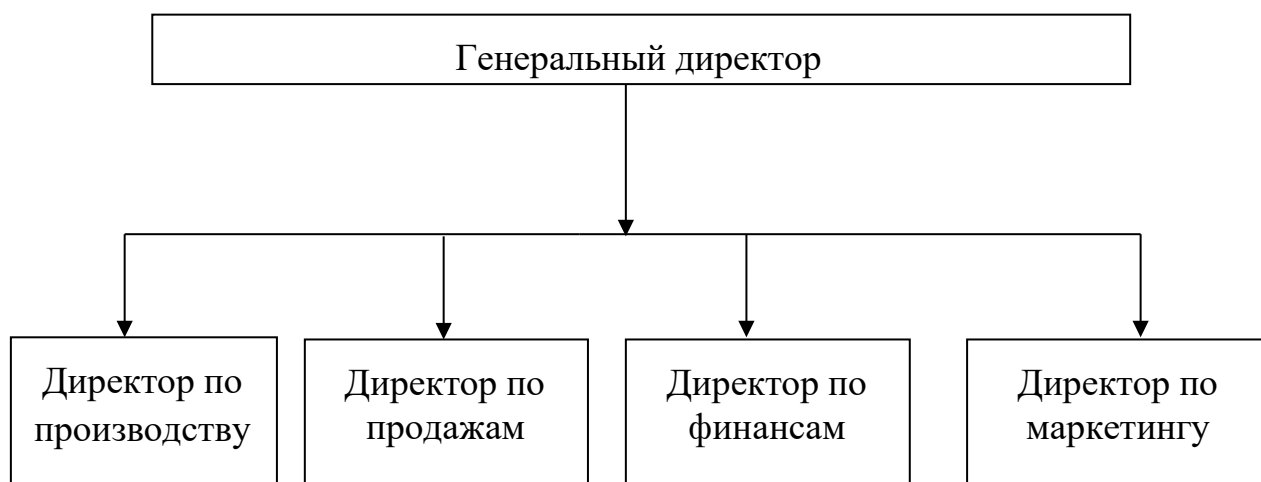 Генеральный директор
Директор по
производству
Директор по
продажам
Директор по
финансам
Директор по
маркетингу